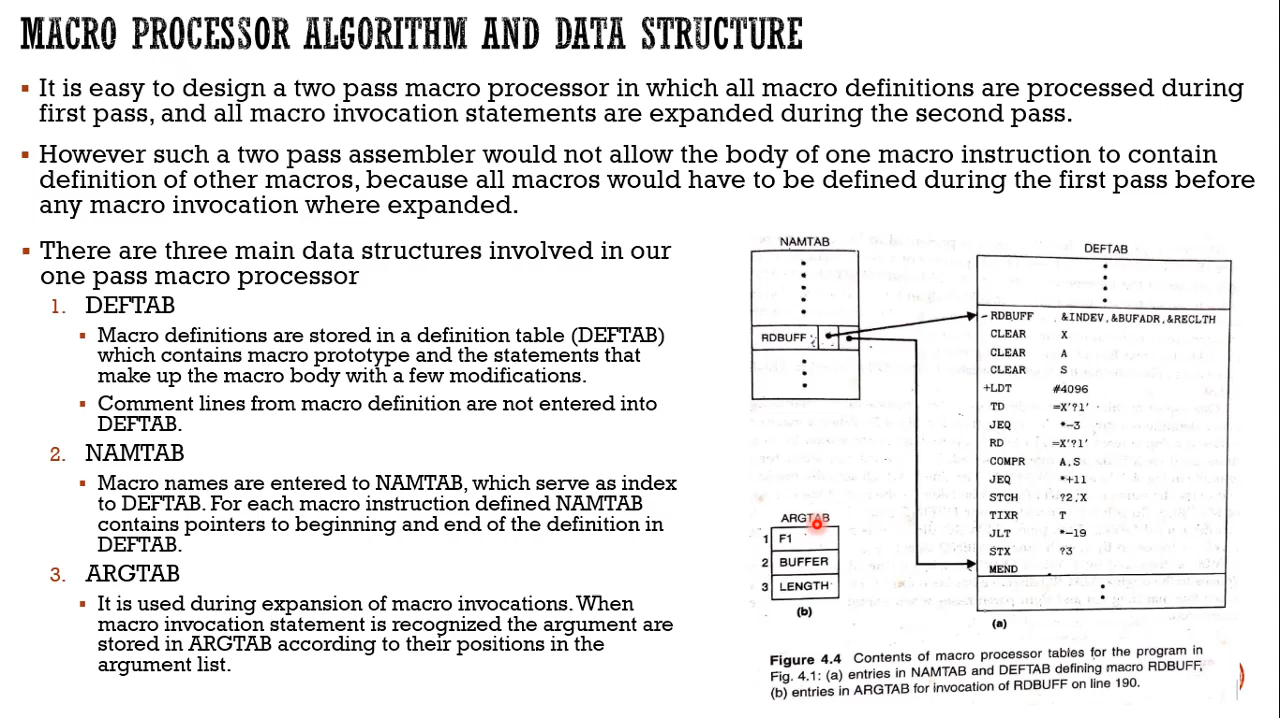 MACRO PROCESSOR ALGORITHM AND DATA STRUCTURE
▪ It is easy to design a two pass macro processor in which all macro definitions are processed during
first pass, and all macro invocation statements are expanded during the second pass.
▪ However such a two pass assembler would not allow the body of one macro instruction to contain
definition of other macros, because all macros would have to be defined during the first pass before
any macro invocation where expanded.
▪ There are three main data structures involved in our
one pass macro processor
1. DEFTAB
▪ Macro definitions are stored in a definition table (DEFTAB)
which contains macro prototype and the statements that
make up the macro body with a few modifications.
▪ Comment lines from macro definition are not entered into
DEFTAB.
2. NAMTAB
▪ Macro names are entered to NAMTAB, which serve as index
to DEFTAB. For each macro instruction defined NAMTAB
contains pointers to beginning and end of the definition in
DEFTAB.
3. ARGTAB
▪ It is used during expansion of macro invocations. When
macro invocation statement is recognized the argument are
stored in ARGTAB according to their positions in the
argument list.
NAMTAB
RDBUFF
DEFTAB
RDBUFF &INDEV,&BUFADR,&RECLTH
CLEAR X
CLEAR A
CLEAR S
+LDT #4096
TD =X'?1'
JEQ *-3
RD =X'?1'
COMPR A,S
JEQ *+11
STCH ?2,X
TIXR T
JLT *-19
STX ?3
MEND
(a)
ARGTAB
1 F1
2 BUFFER
3 LENGTH
(b)
Figure 4.4 Contents of macro processor tables for the program in
Fig. 4.1: (a) entries in NAMTAB and DEFTAB defining macro RDBUFF,
(b) entries in ARGTAB for invocation of RDBUFF on line 190.